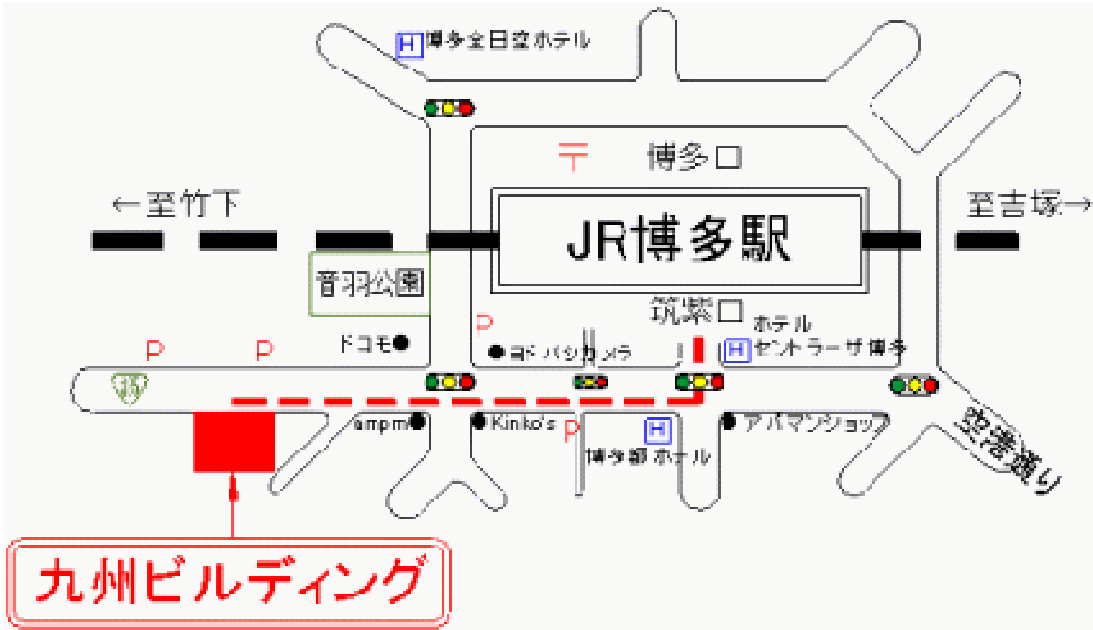 H 博多全日空ホテル
〒 博多口
←至竹下
至吉塚→
JR博多駅
音羽公園
筑紫口
ホテル
H セントラーザ博多
P
P
P
ドコモ
ヨドバシカメラ
ampm
Kinko's
P
H
博多都ホテル
アパマンショップ
空港通り
九州ビルディング